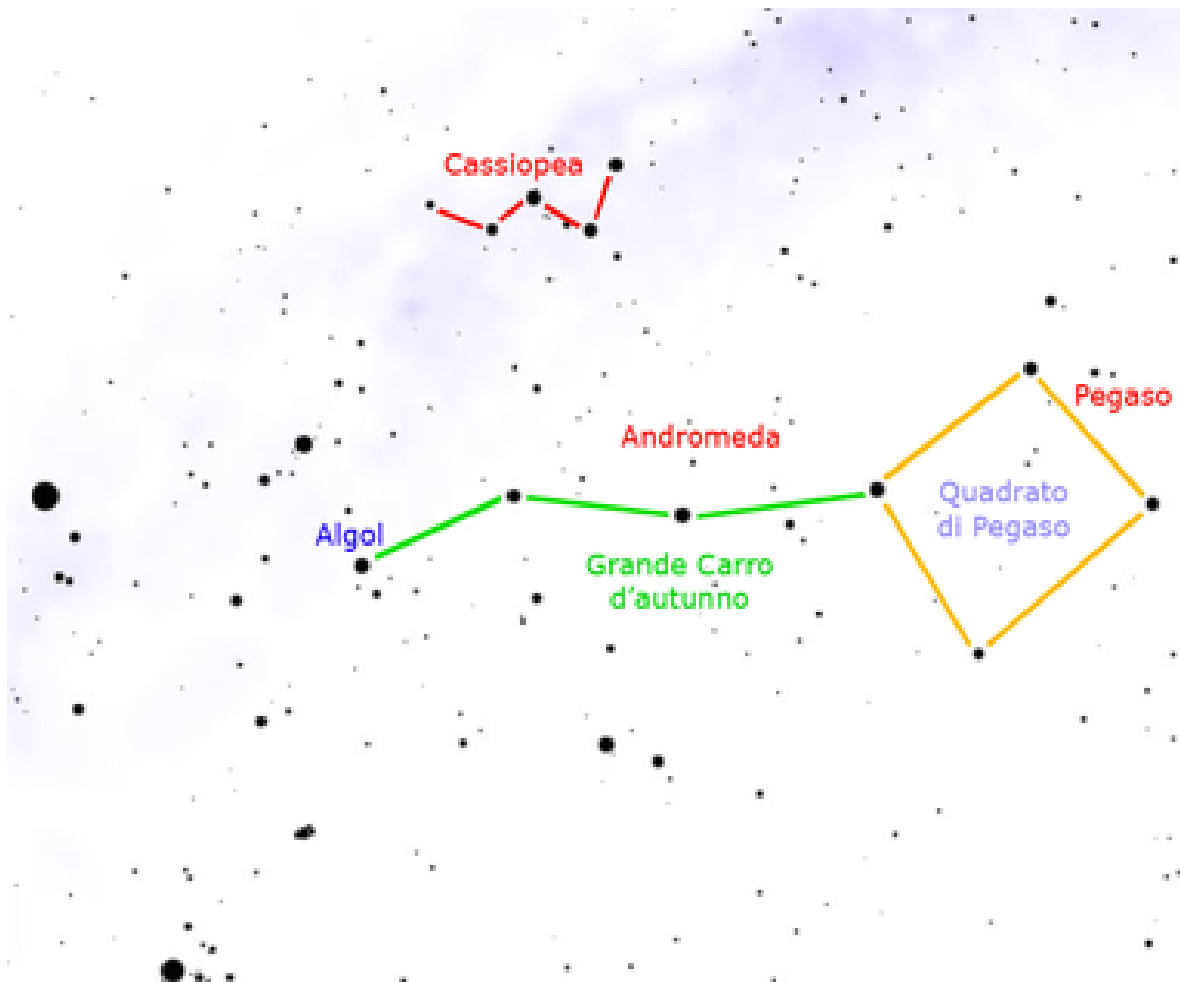 Cassiopea
Pegaso
Andromeda
Quadrato
di Pegaso
Algol
Grande Carro
d'autunno